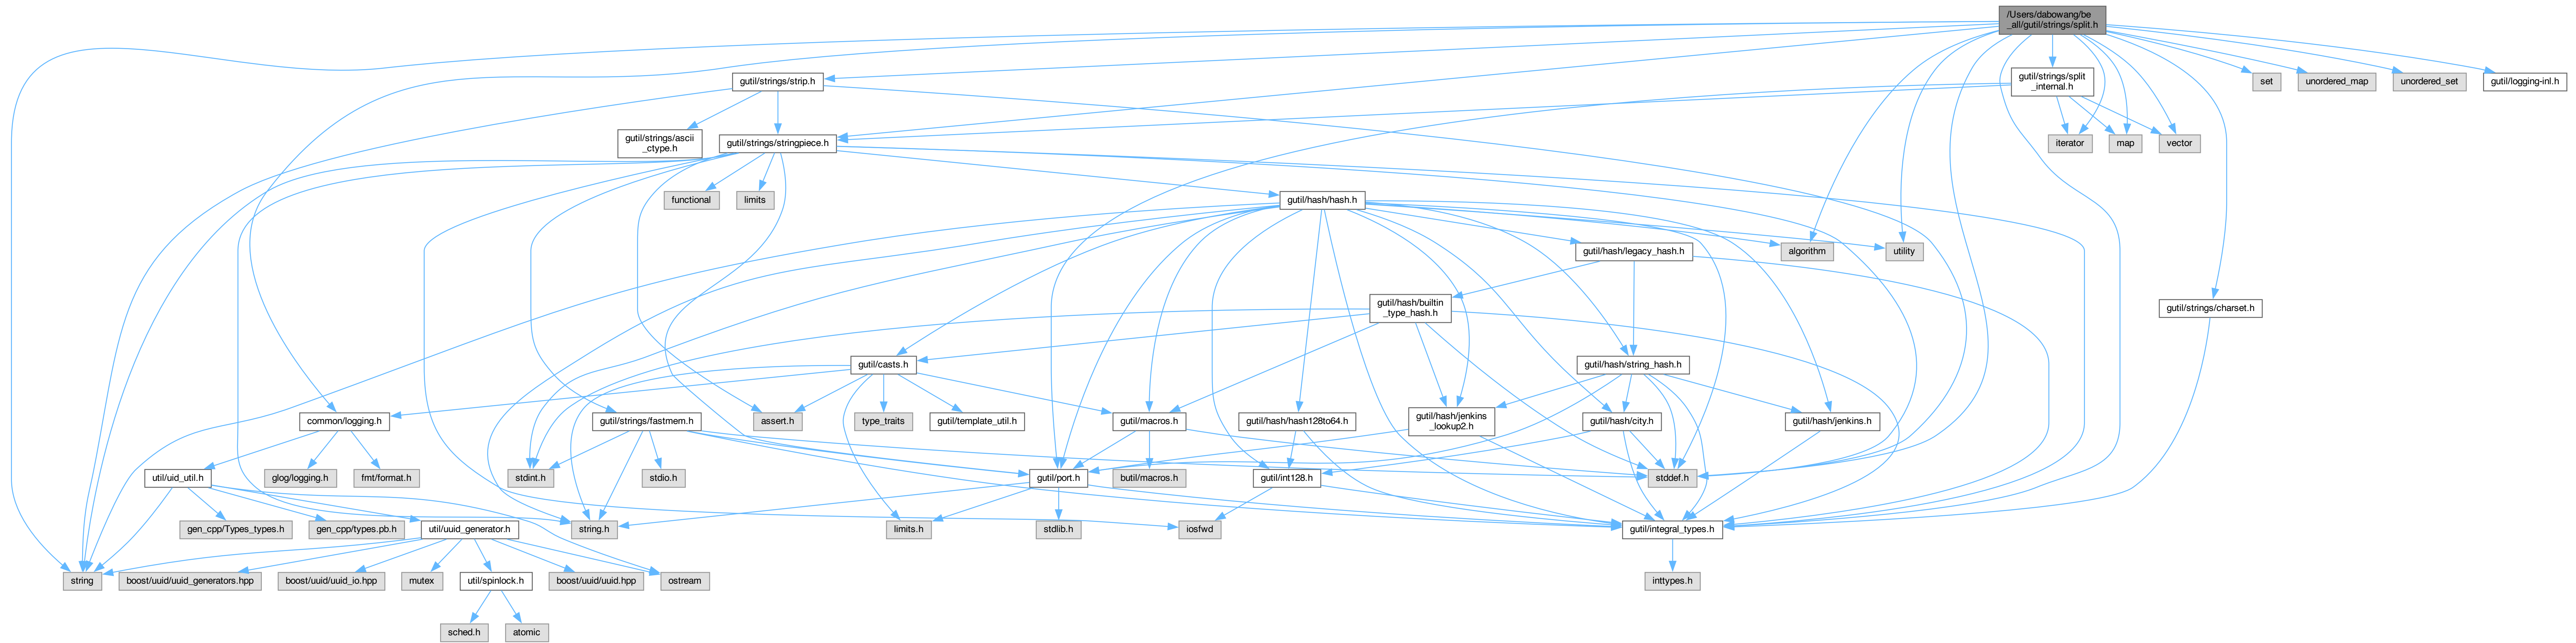 /Users/dabowang/be
_all/gutil/strings/split.h
gutil/strings/strip.h
gutil/strings/split
_internal.h
set
unordered_map
unordered_set
gutil/logging-inl.h
gutil/strings/ascii
_ctype.h
gutil/strings/stringpiece.h
iterator
map
vector
functional
limits
gutil/hash/hash.h
gutil/hash/legacy_hash.h
algorithm
utility
gutil/hash/builtin
_type_hash.h
gutil/strings/charset.h
gutil/casts.h
gutil/hash/string_hash.h
common/logging.h
gutil/strings/fastmem.h
assert.h
type_traits
gutil/template_util.h
gutil/macros.h
gutil/hash/hash128to64.h
gutil/hash/jenkins
_lookup2.h
gutil/hash/city.h
gutil/hash/jenkins.h
util/uid_util.h
glog/logging.h
fmt/format.h
stdint.h
stdio.h
gutil/port.h
butil/macros.h
gutil/int128.h
stddef.h
gen_cpp/Types_types.h
gen_cpp/types.pb.h
util/uuid_generator.h
string.h
limits.h
stdlib.h
iosfwd
gutil/integral_types.h
string
boost/uuid/uuid_generators.hpp
boost/uuid/uuid_io.hpp
mutex
util/spinlock.h
boost/uuid/uuid.hpp
ostream
inttypes.h
sched.h
atomic